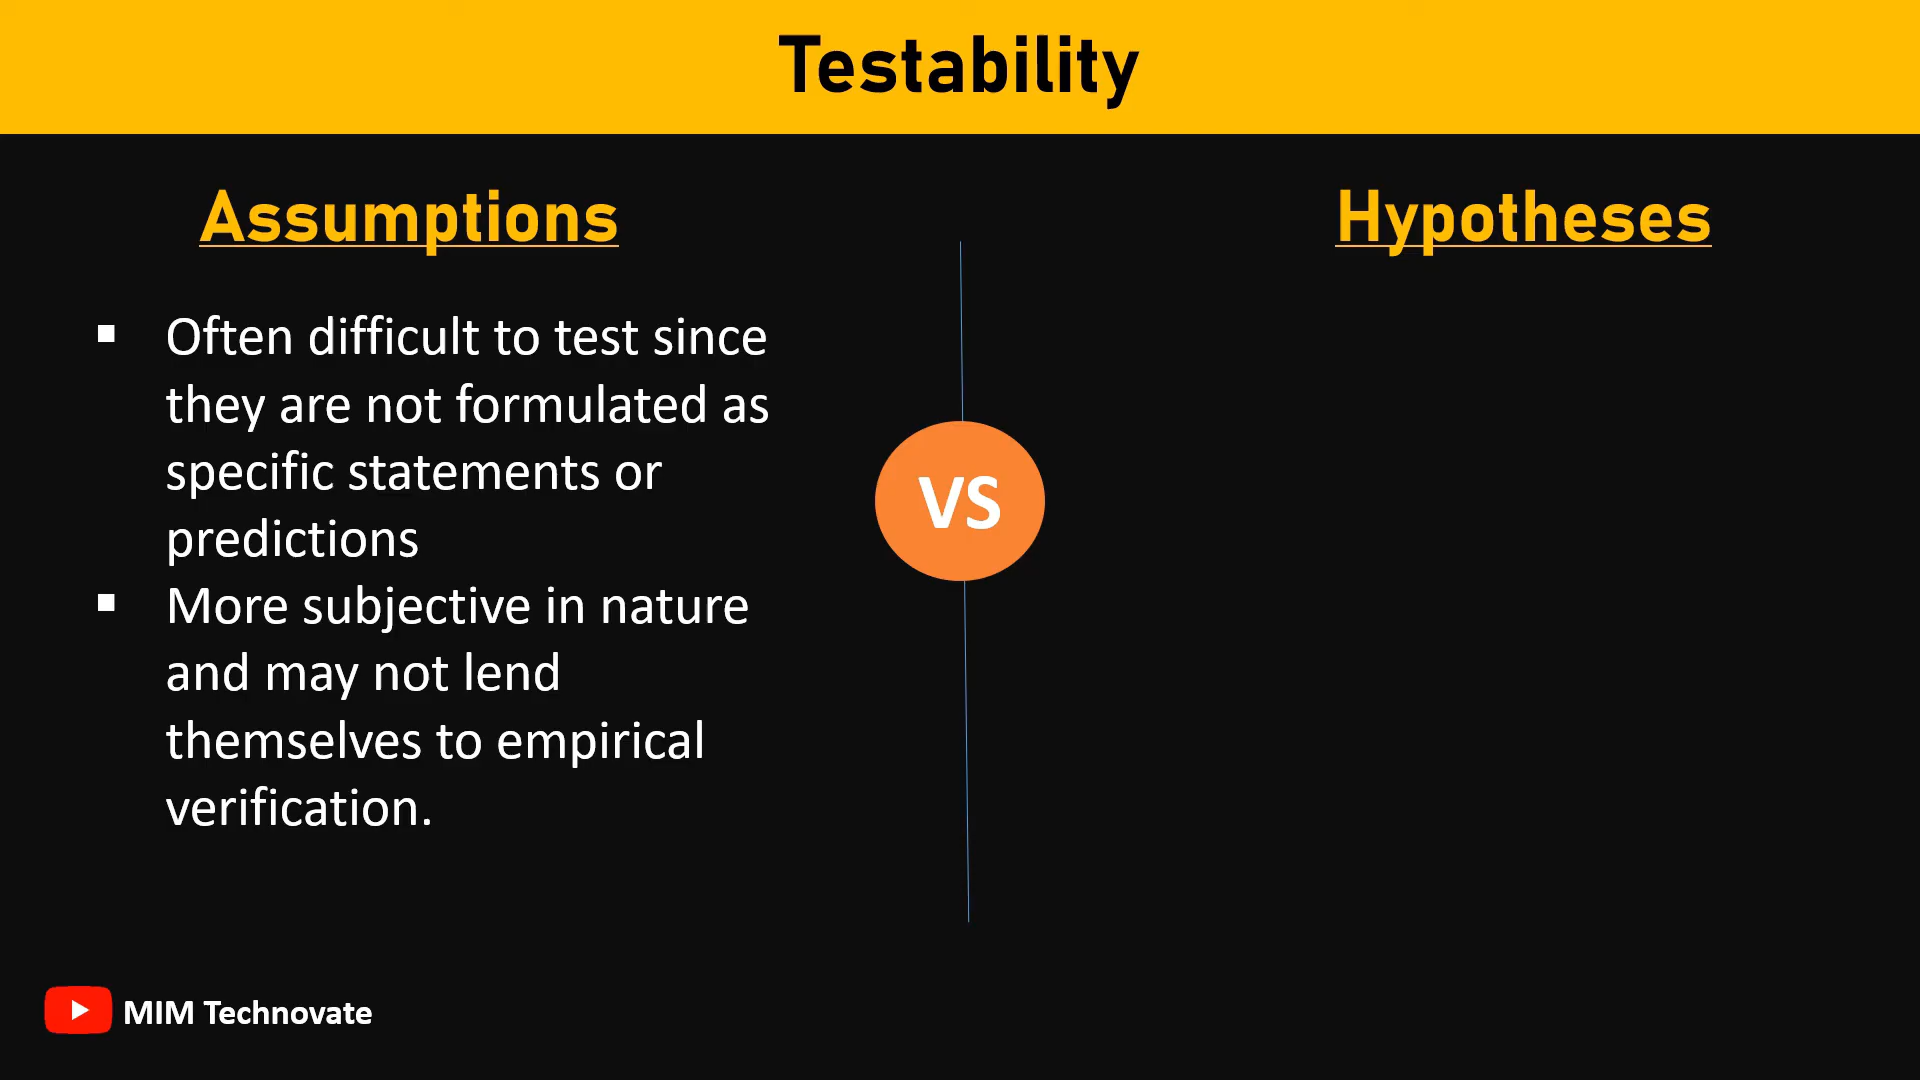 Testability
Assumptions
▪ Often difficult to test since
they are not formulated as
specific statements or
predictions
▪ More subjective in nature
and may not lend
themselves to empirical
verification.
VS
Hypotheses
MIM Technovate